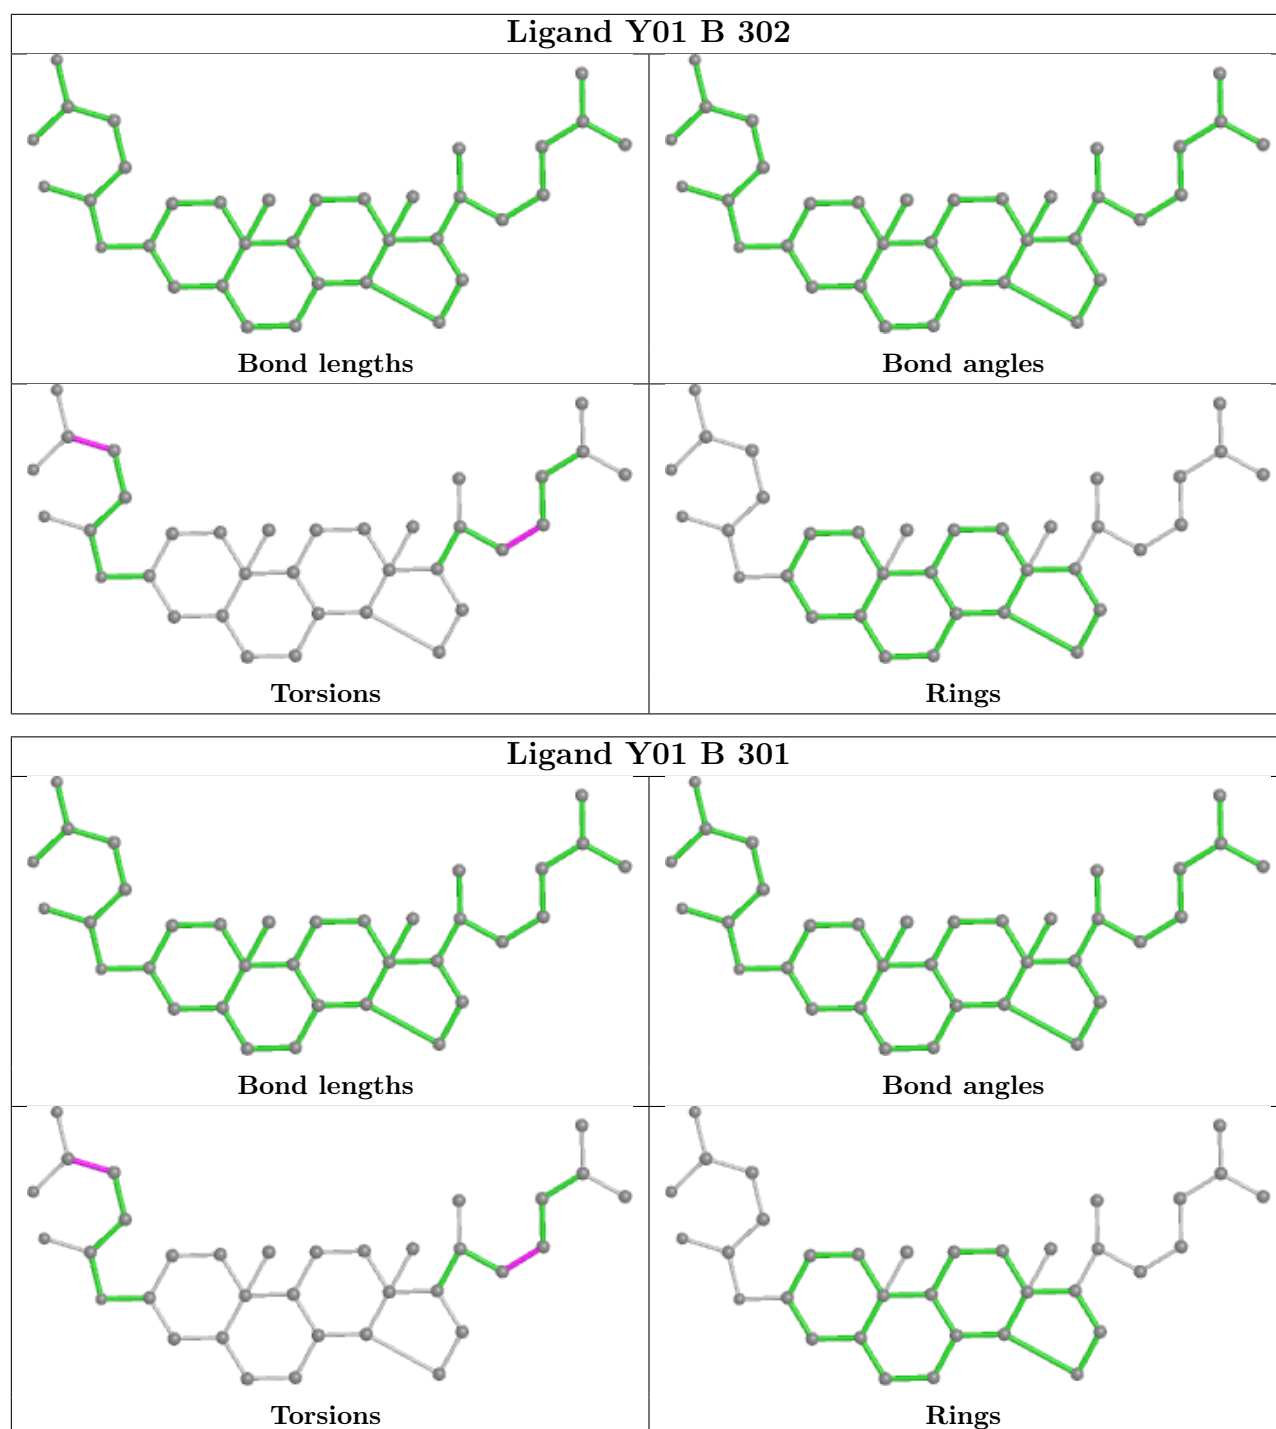 Ligand Y01 B 302
Bond lengths
Bond angles
Torsions
Rings
Ligand Y01 B 301
Bond lengths
Bond angles
Torsions
Rings